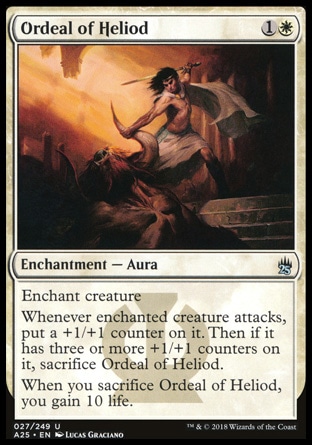 Ordeal of Heliod 1
Enchantment — Aura
25
Enchant creature
Whenever enchanted creature attacks,
put a +1/+1 counter on it. Then if it
has three or more +1/+1 counters on
it, sacrifice Ordeal of Heliod.
When you sacrifice Ordeal of Heliod,
you gain 10 life.
027/249 U
A25 • EN Lucas Graciano ™ & © 2018 Wizards of the Coast